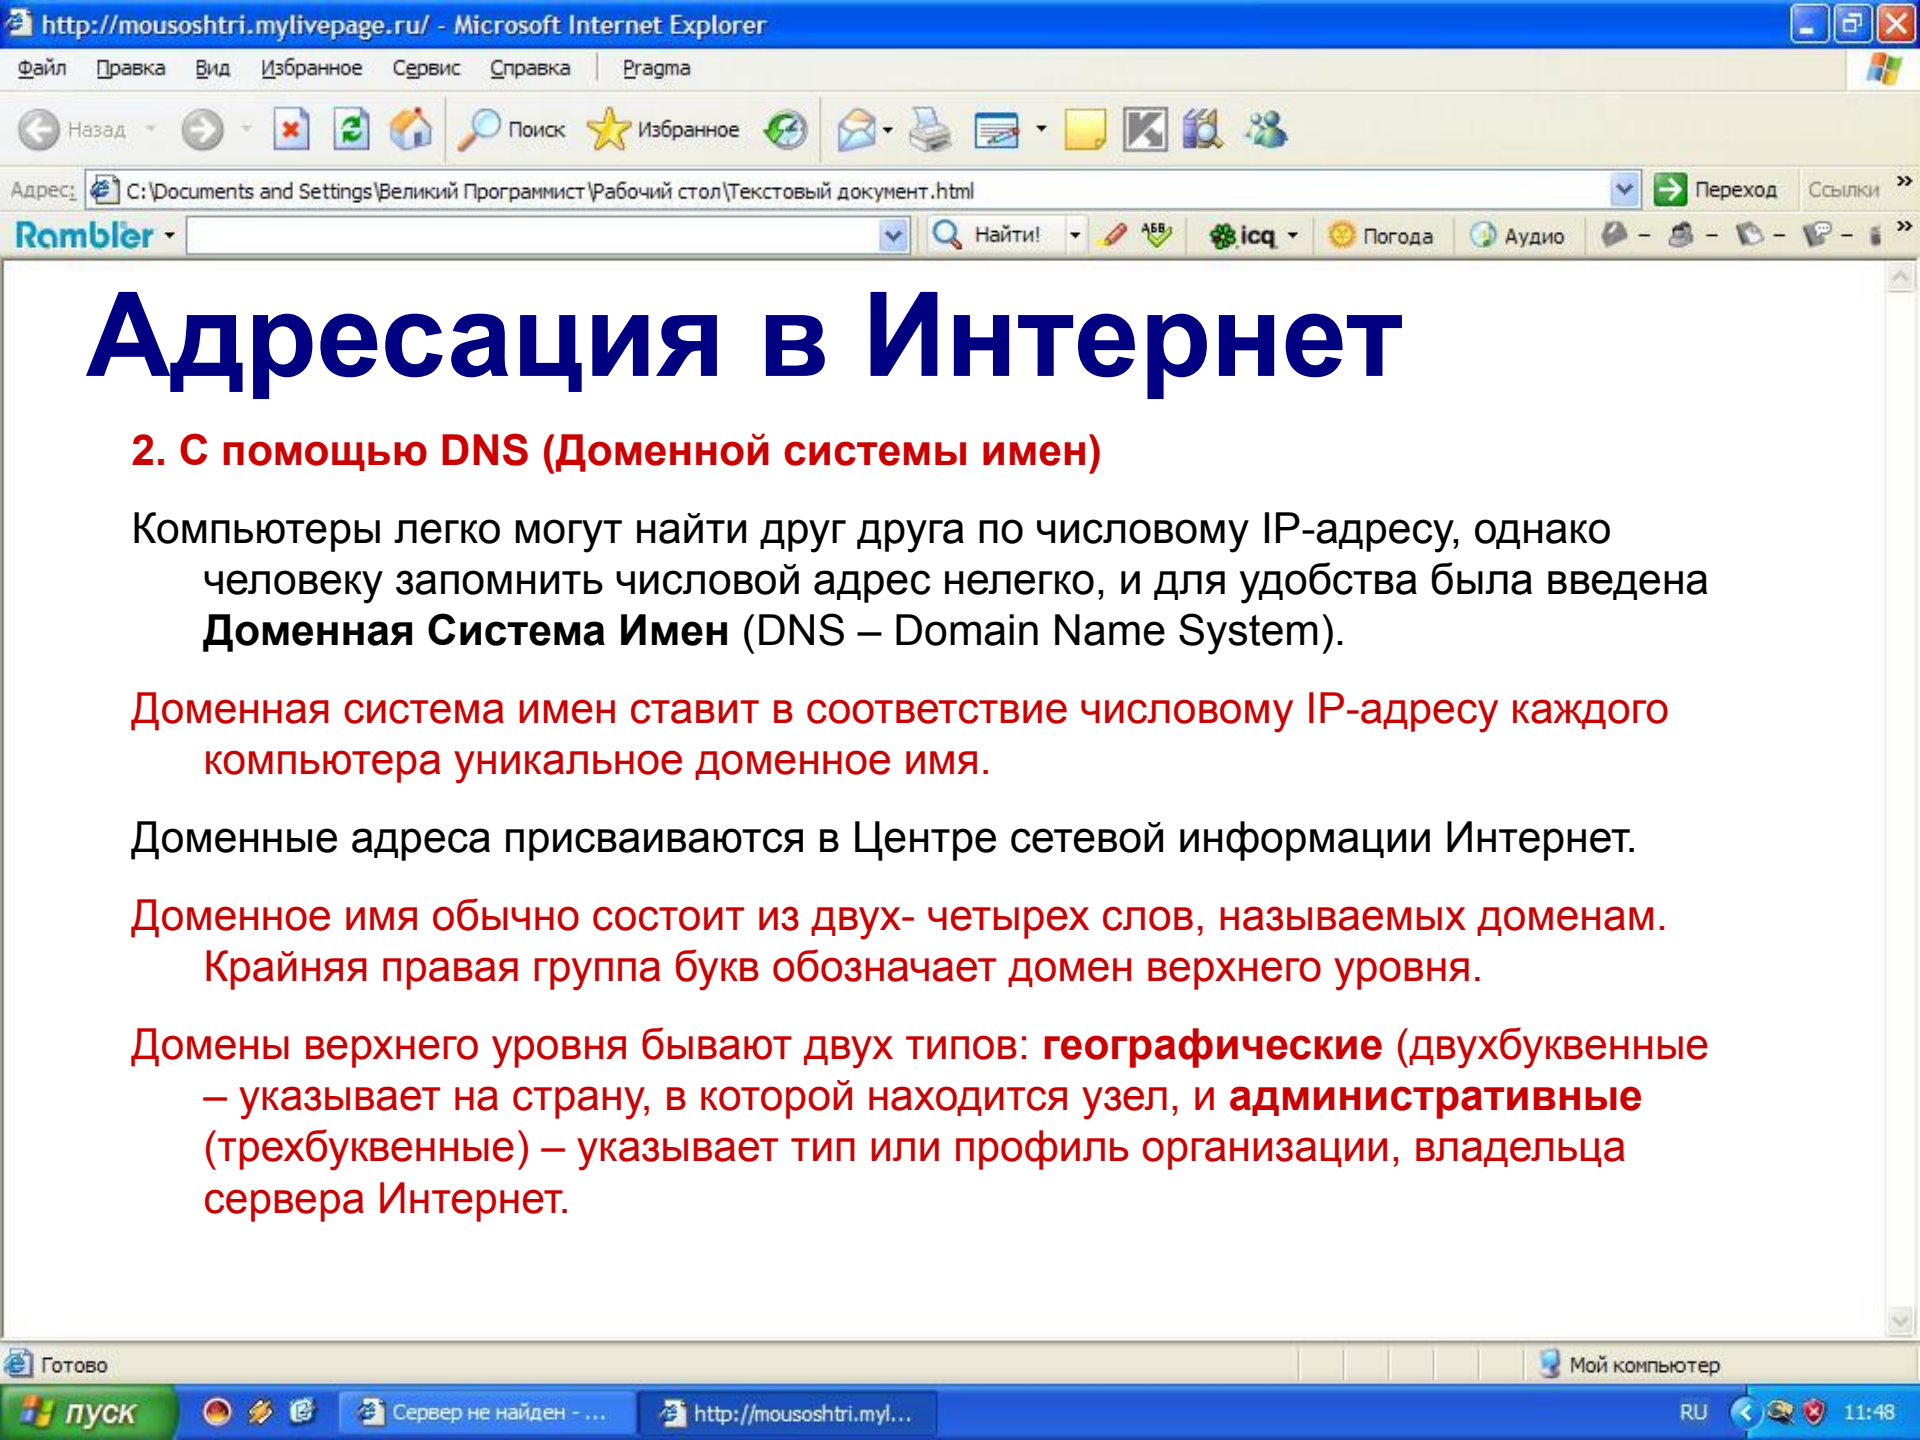 http://mousoshtri.mylivepage.ru/ - Microsoft Internet Explorer
Файл Правка Вид Избранное Сервис Справка Pragma
Назад Поиск Избранное
Адрес: C:\Documents and Settings\Великий Программист\Рабочий стол\Текстовый документ.html Переход Ссылки »
Rambler Найти! АБВ icq Погода Аудио »
Адресация в Интернет
2. С помощью DNS (Доменной системы имен)
Компьютеры легко могут найти друг друга по числовому IP-адресу, однако
человеку запомнить числовой адрес нелегко, и для удобства была введена
Доменная Система Имен (DNS – Domain Name System).
Доменная система имен ставит в соответствие числовому IP-адресу каждого
компьютера уникальное доменное имя.
Доменные адреса присваиваются в Центре сетевой информации Интернет.
Доменное имя обычно состоит из двух- четырех слов, называемых доменам.
Крайняя правая группа букв обозначает домен верхнего уровня.
Домены верхнего уровня бывают двух типов: географические (двухбуквенные
– указывает на страну, в которой находится узел, и административные
(трехбуквенные) – указывает тип или профиль организации, владельца
сервера Интернет.
Готово Мой компьютер
пуск Сервер не найден - ... http://mousoshtri.myl... RU 11:48